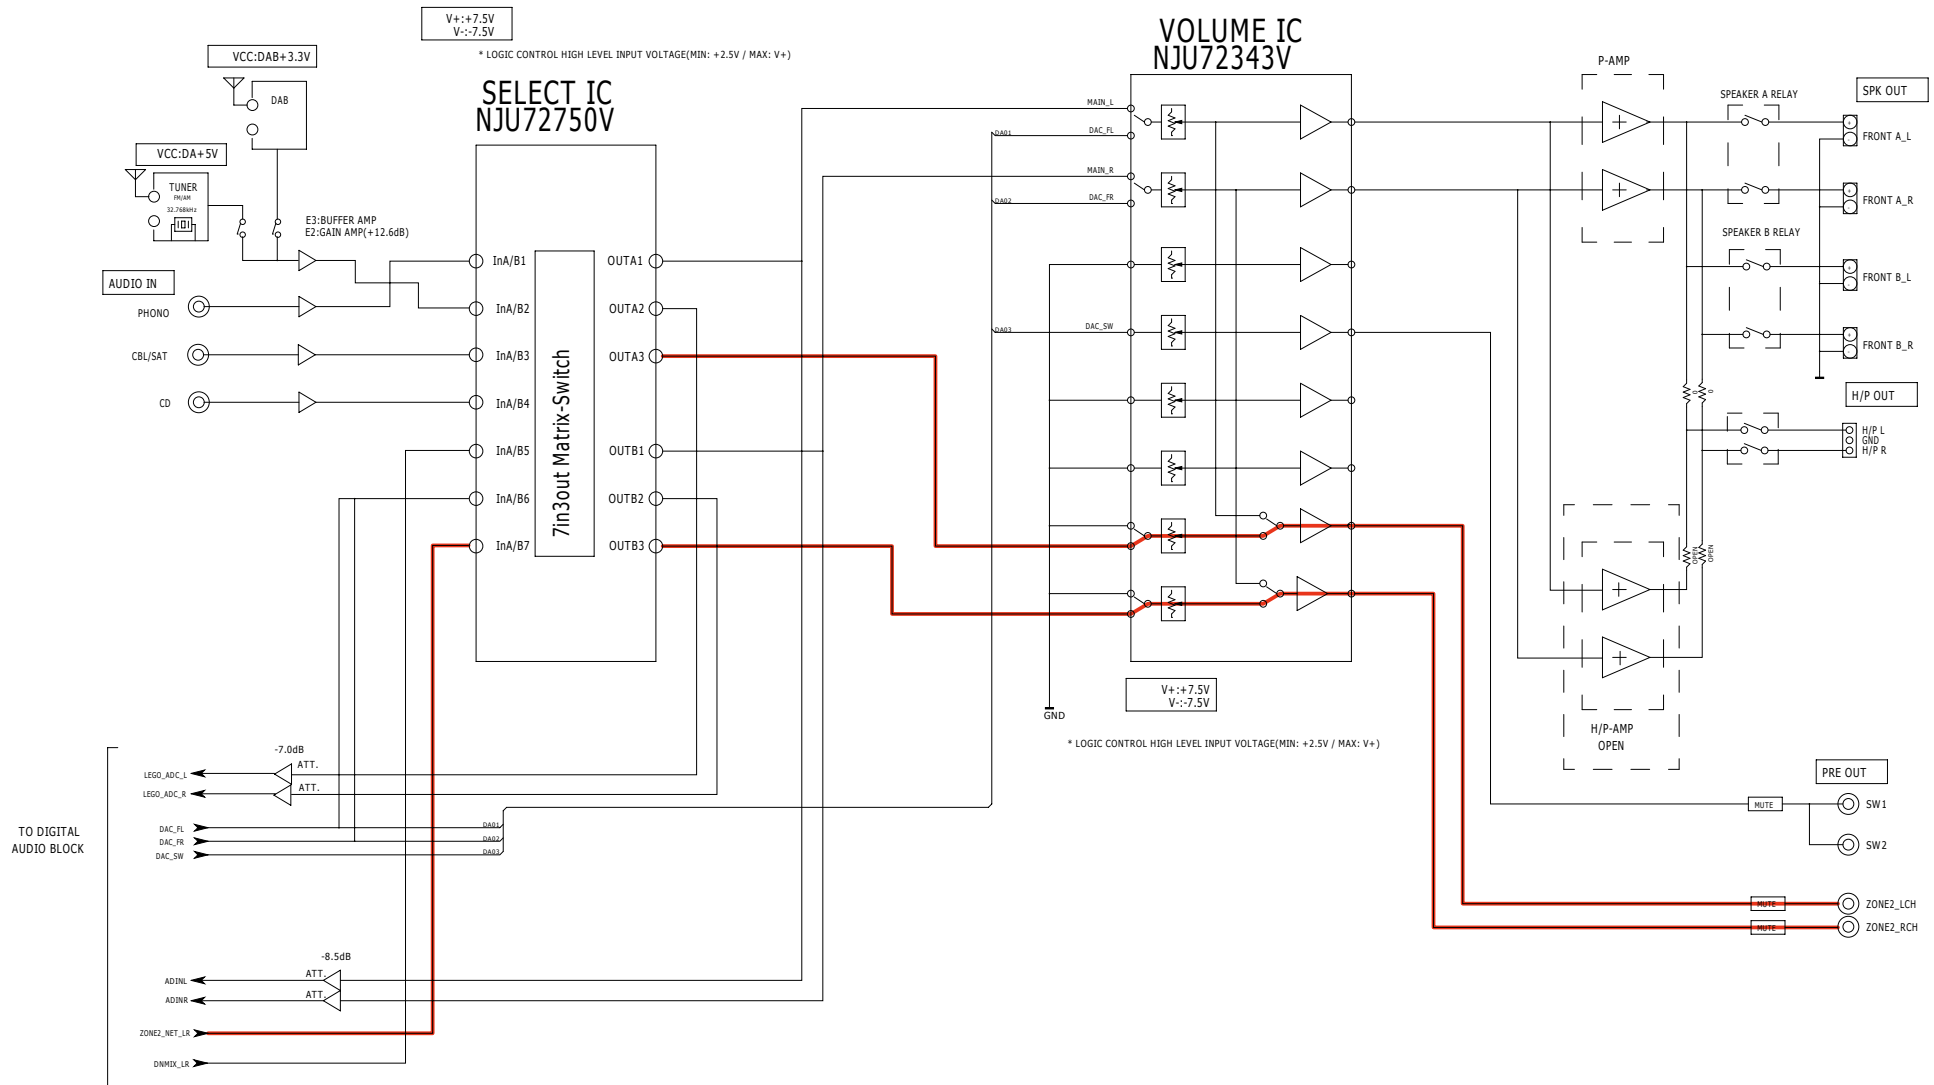 V+:+7.5V
V-:-7.5V
* LOGIC CONTROL HIGH LEVEL INPUT VOLTAGE(MIN: +2.5V / MAX: V+)
VCC:DAB+3.3V
DAB
VCC:DA+5V
TUNER
FM/AM
32.768kHz
E3:BUFFER AMP
E2:GAIN AMP(+12.6dB)
AUDIO IN
PHONO
CBL/SAT
CD
SELECT IC
NJU72750V
InA/B1
InA/B2
InA/B3
InA/B4
InA/B5
InA/B6
InA/B7
7in3out Matrix-Switch
OUTA1
OUTA2
OUTA3
OUTB1
OUTB2
OUTB3
VOLUME IC
NJU72343V
MAIN_L
DA01
DAC_FL
MAIN_R
DA02
DAC_FR
DA03
DAC_SW
GND
V+:+7.5V
V-:-7.5V
* LOGIC CONTROL HIGH LEVEL INPUT VOLTAGE(MIN: +2.5V / MAX: V+)
P-AMP
SPEAKER A RELAY
SPK OUT
+
-
FRONT A_L
+
-
FRONT A_R
SPEAKER B RELAY
+
-
FRONT B_L
+
-
FRONT B_R
0
0
H/P OUT
H/P L
GND
H/P R
OPEN
OPEN
H/P-AMP
OPEN
PRE OUT
MUTE
SW1
SW2
MUTE
ZONE2_LCH
MUTE
ZONE2_RCH
TO DIGITAL
AUDIO BLOCK
-7.0dB
ATT.
LEGO_ADC_L
ATT.
LEGO_ADC_R
DAC_FL
DA01
DAC_FR
DA02
DAC_SW
DA03
-8.5dB
ATT.
ADINL
ATT.
ADINR
ZONE2_NET_LR
DNMIX_LR